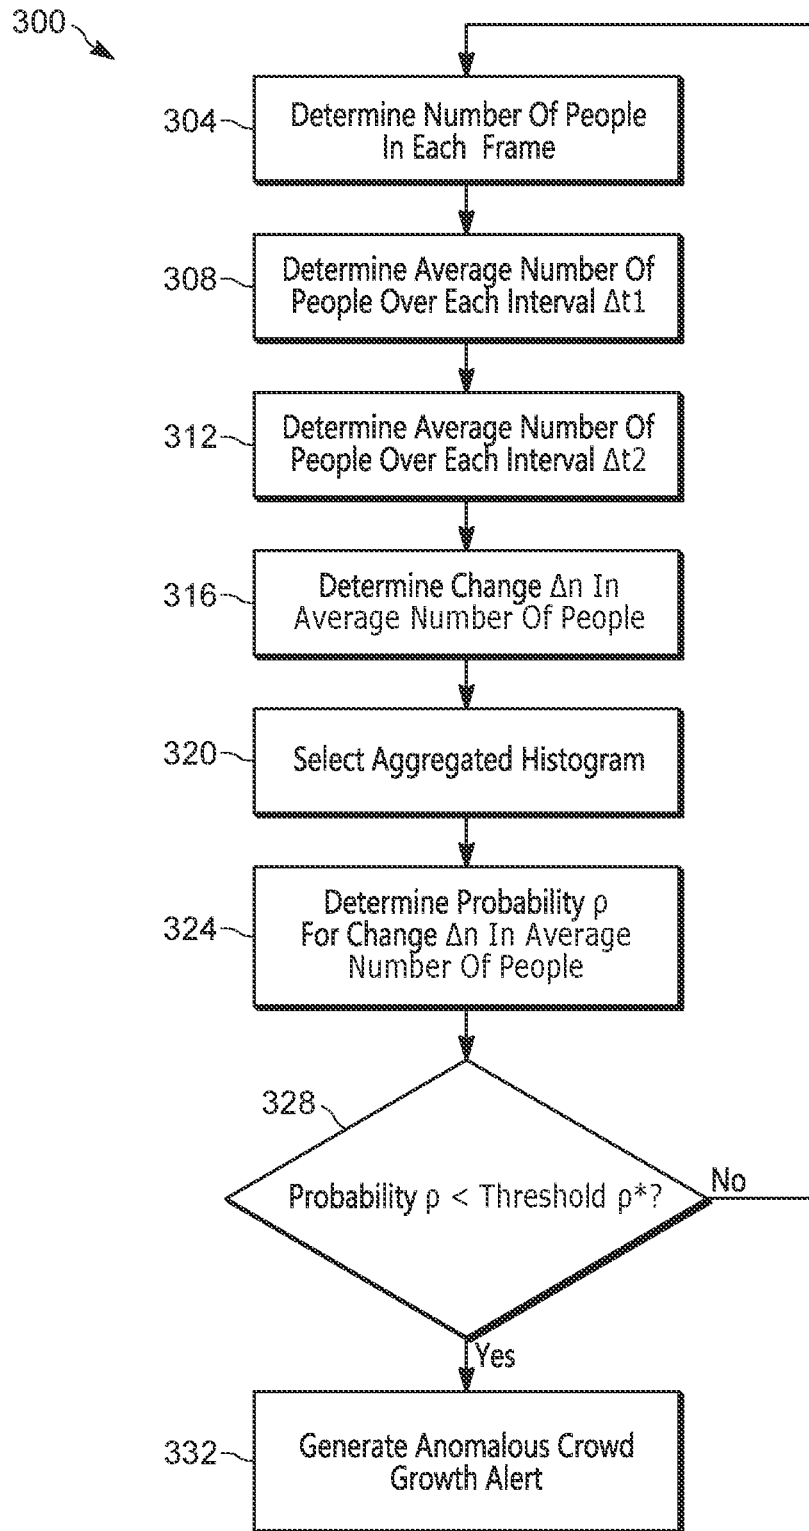 300
304
Determine Number Of People
In Each Frame
308
Determine Average Number Of
People Over Each Interval Δt1
312
Determine Average Number Of
People Over Each Interval Δt2
316
Determine Change Δn In
Average Number Of People
320
Select Aggregated Histogram
324
Determine Probability ρ
For Change Δn In Average
Number Of People
328
Probability ρ < Threshold ρ*?
No
Yes
332
Generate Anomalous Crowd
Growth Alert